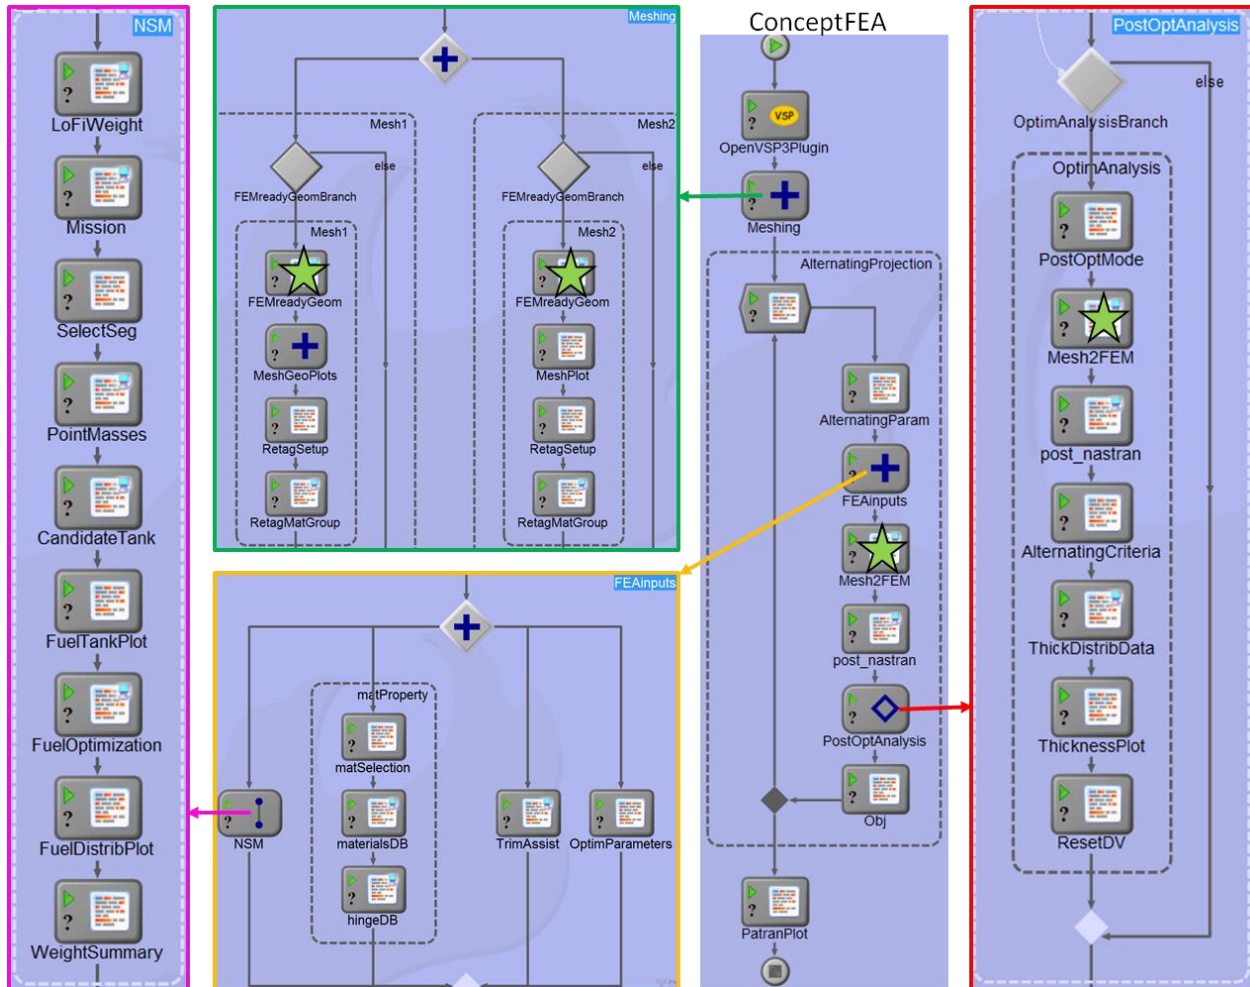 NSM
LoFiWeight
Mission
SelectSeg
PointMasses
CandidateTank
FuelTankPlot
FuelOptimization
FuelDistribPlot
WeightSummary
Meshing
Mesh1
FEMreadyGeomBranch
else
Mesh1
FEMreadyGeom
MeshGeoPlots
RetagSetup
RetagMatGroup
Mesh2
FEMreadyGeomBranch
else
Mesh2
FEMreadyGeom
MeshPlot
RetagSetup
RetagMatGroup
FEAinputs
NSM
matProperty
matSelection
materialsDB
hingeDB
TrimAssist
OptimParameters
ConceptFEA
VSP
OpenVSP3Plugin
Meshing
AlternatingProjection
AlternatingParam
FEAinputs
Mesh2FEM
post_nastran
PostOptAnalysis
Obj
PatranPlot
PostOptAnalysis
else
OptimAnalysisBranch
OptimAnalysis
PostOptMode
Mesh2FEM
post_nastran
AlternatingCriteria
ThickDistribData
ThicknessPlot
ResetDV